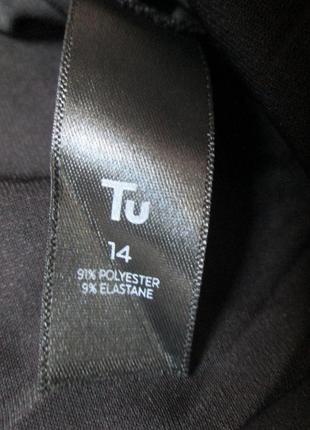 Tu
14
91% POLYESTER
9% ELASTANE